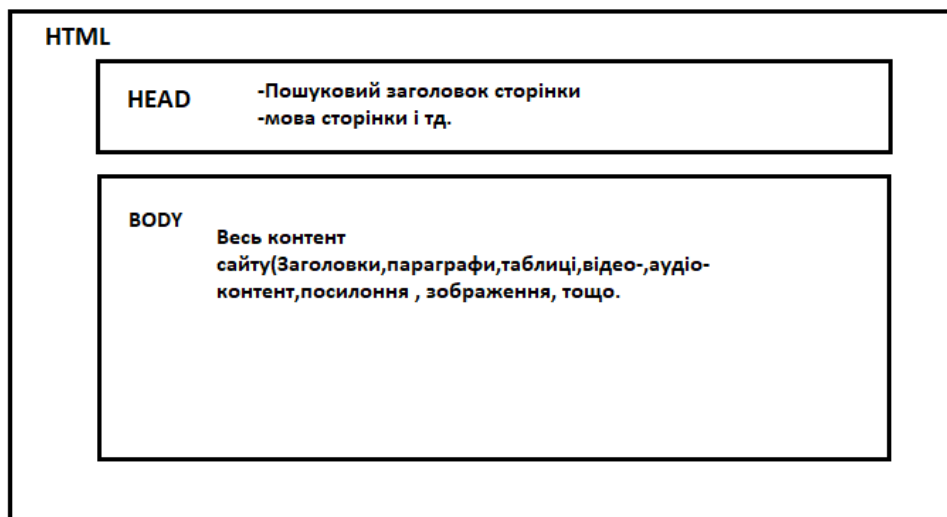 HTML
HEAD
-Пошуковий заголовок сторінки
-мова сторінки і тд.
BODY
Весь контент
сайту(Заголовки,параграфи,таблиці,відео-,аудіо-
контент,посилоння , зображення, тощо.